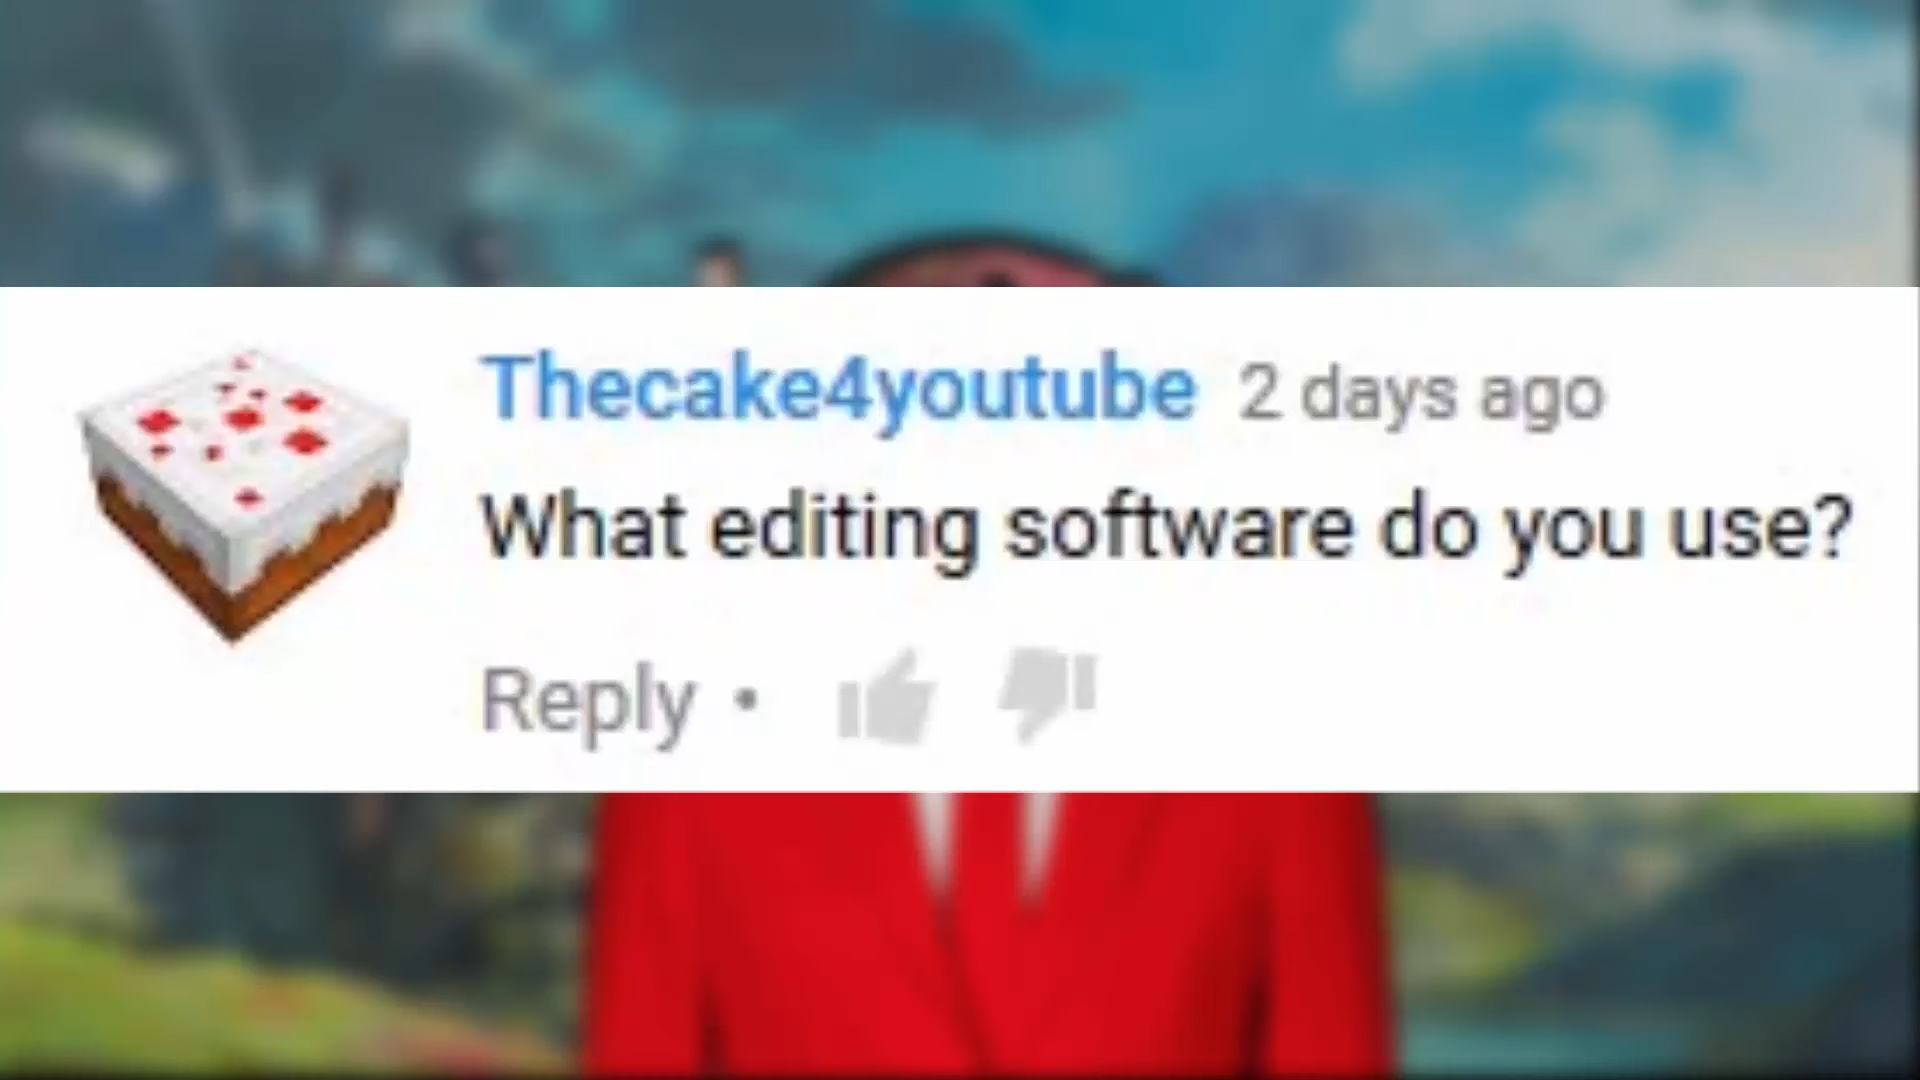 Thecake4youtube 2 days ago
What editing software do you use?
Reply •